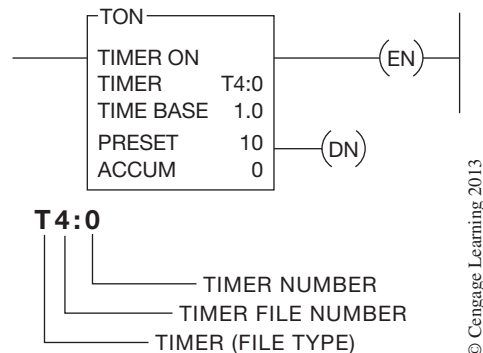 TON
TIMER ON
(EN)
TIMER T4:0
TIME BASE 1.0
PRESET 10
(DN)
ACCUM 0
T4:0
TIMER NUMBER
TIMER FILE NUMBER
TIMER (FILE TYPE)
© Cengage Learning 2013